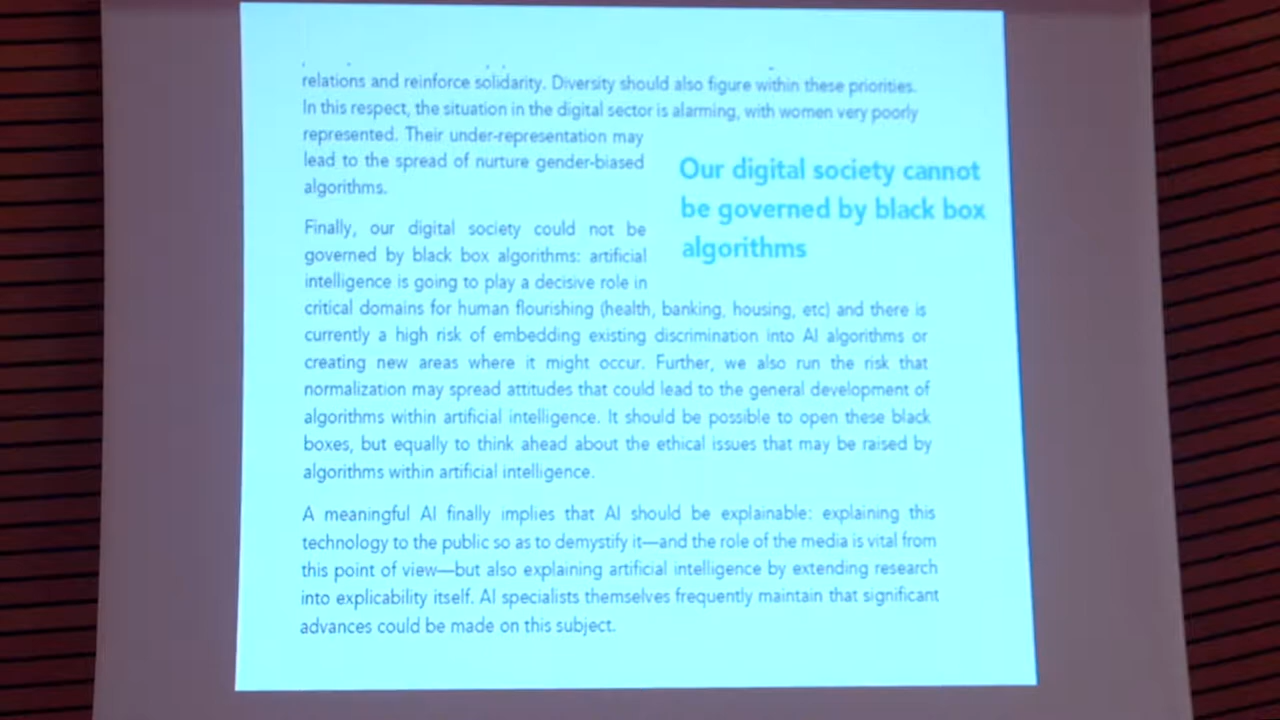 relations and reinforce solidarity. Diversity should also figure within these priorities.
In this respect, the situation in the digital sector is alarming, with women very poorly
represented. Their under-representation may
lead to the spread of nurture gender-biased
algorithms.
Our digital society cannot
be governed by black box
algorithms
Finally, our digital society could not be
governed by black box algorithms: artificial
intelligence is going to play a decisive role in
critical domains for human flourishing (health, banking, housing, etc) and there is
currently a high risk of embedding existing discrimination into AI algorithms or
creating new areas where it might occur. Further, we also run the risk that
normalization may spread attitudes that could lead to the general development of
algorithms within artificial intelligence. It should be possible to open these black
boxes, but equally to think ahead about the ethical issues that may be raised by
algorithms within artificial intelligence.
A meaningful AI finally implies that AI should be explainable: explaining this
technology to the public so as to demystify it—and the role of the media is vital from
this point of view—but also explaining artificial intelligence by extending research
into explicability itself. AI specialists themselves frequently maintain that significant
advances could be made on this subject.